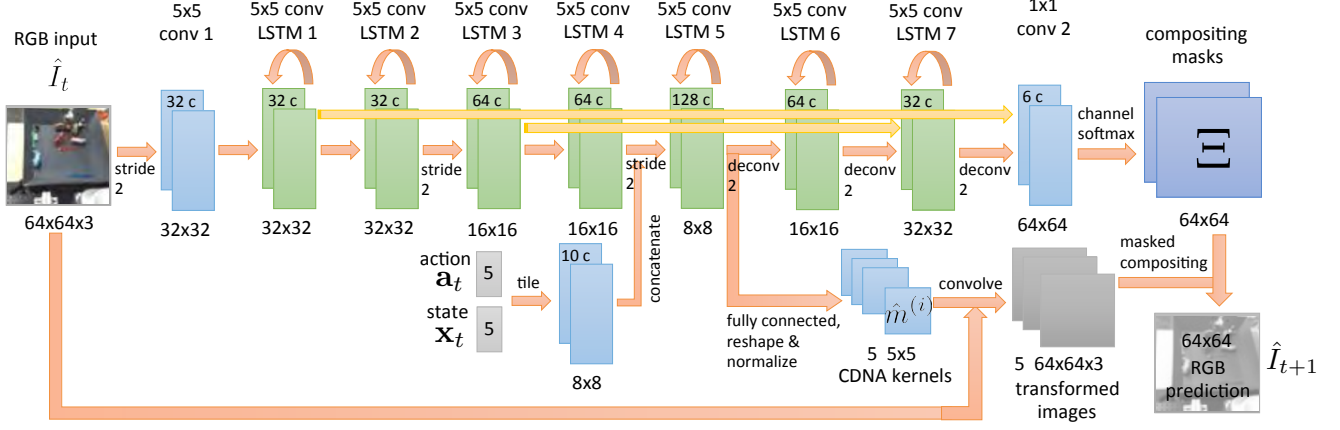 RGB input
Î_t
5x5
conv 1
5x5 conv
LSTM 1
5x5 conv
LSTM 2
5x5 conv
LSTM 3
5x5 conv
LSTM 4
5x5 conv
LSTM 5
5x5 conv
LSTM 6
5x5 conv
LSTM 7
1x1
conv 2
compositing
masks
32 c
32 c
32 c
64 c
64 c
128 c
64 c
32 c
6 c
channel
softmax
Ξ
stride
2
stride
2
stride
2
deconv
2
deconv
2
deconv
2
64x64x3
32x32
32x32
32x32
16x16
16x16
8x8
16x16
32x32
64x64
64x64
action
a_t
5
state
x_t
5
tile
10 c
8x8
concatenate
fully connected,
reshape &
normalize
m̂^(i)
5 5x5
CDNA kernels
convolve
5 64x64x3
transformed
images
masked
compositing
64x64
RGB
prediction
Î_{t+1}